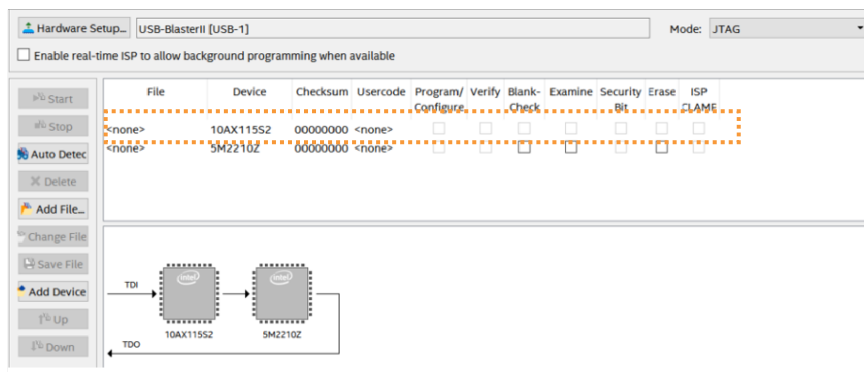 Hardware Setup... USB-BlasterII [USB-1] Mode: JTAG
Enable real-time ISP to allow background programming when available
Start
Stop
Auto Detec
Delete
Add File...
Change File
Save File
Add Device
Up
Down
File Device Checksum Usercode Program/ Verify Blank- Examine Security Erase ISP
Configure Check Bit CLAMP
<none> 10AX115S2 00000000 <none>
<none> 5M2210Z 00000000 <none>
intel intel
TDI
10AX115S2 5M2210Z
TDO